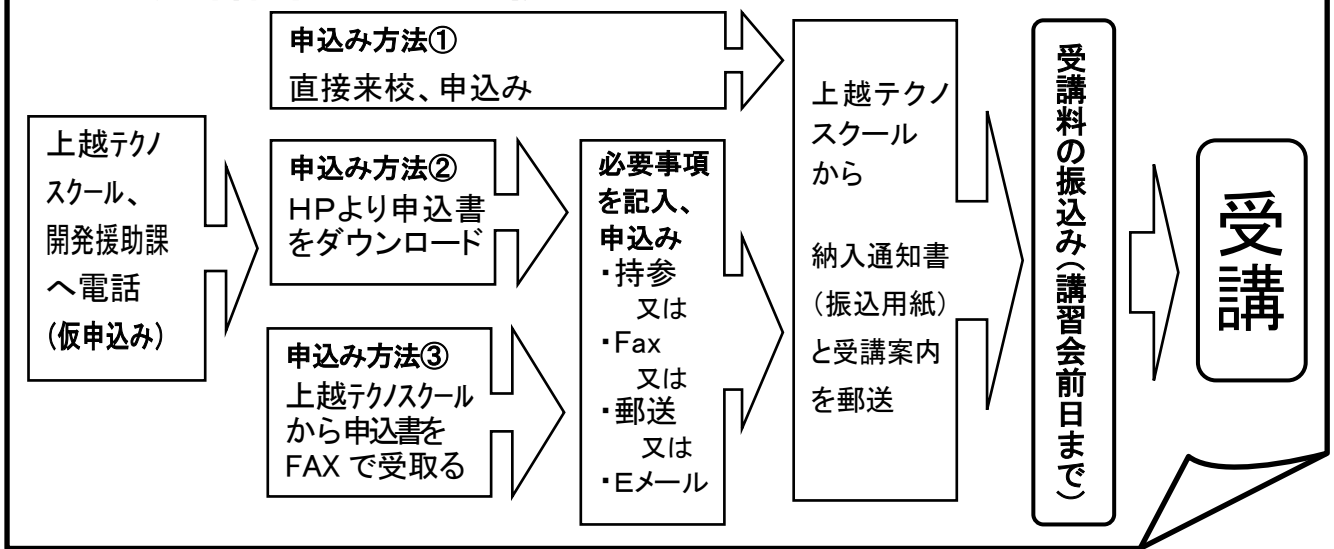 上越テクノ
スクール、
開発援助課
へ電話
(仮申込み)
申込み方法①
直接来校、申込み
申込み方法②
HPより申込書
をダウンロード
申込み方法③
上越テクノスクール
から申込書を
FAX で受取る
必要事項
を記入、
申込み
・持参
又は
・Fax
又は
・郵送
又は
・Eメール
上越テクノ
スクール
から
納入通知書
(振込用紙)
と受講案内
を郵送
受講料の振込み(講習会前日まで)
受講